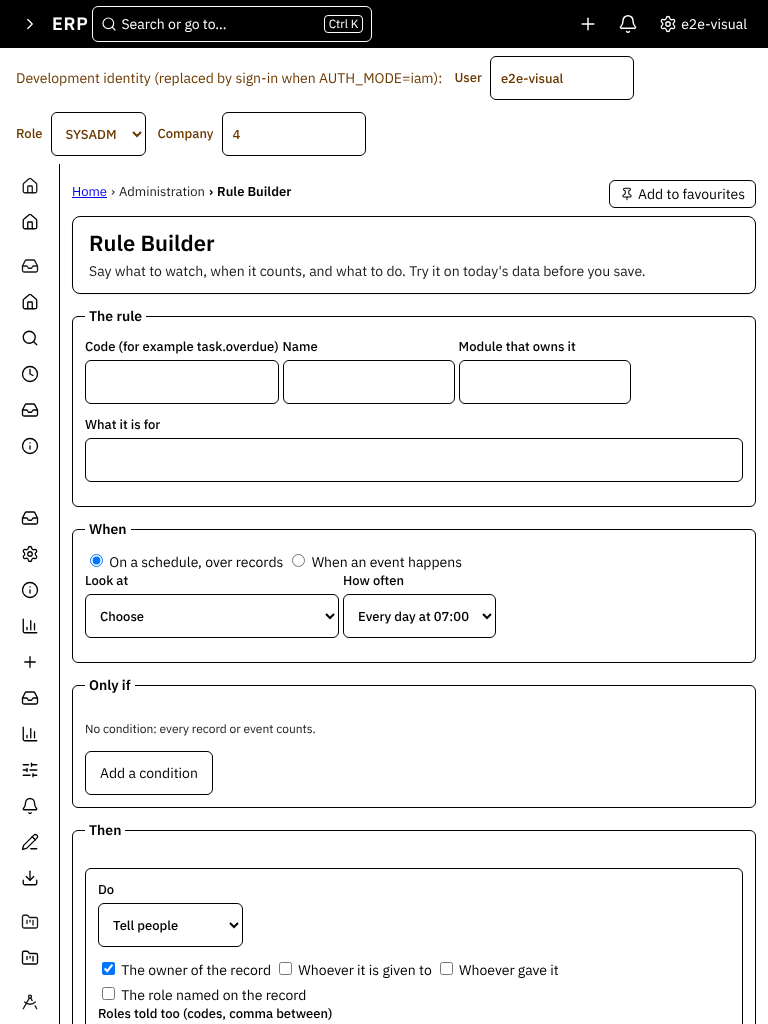 ERP Search or go to... Ctrl K e2e-visual
Development identity (replaced by sign-in when AUTH_MODE=iam): User e2e-visual
Role SYSADM Company 4
Home › Administration › Rule Builder Add to favourites
Rule Builder
Say what to watch, when it counts, and what to do. Try it on today's data before you save.
The rule
Code (for example task.overdue) Name Module that owns it
What it is for
When
On a schedule, over records When an event happens
Look at How often
Choose Every day at 07:00
Only if
No condition: every record or event counts.
Add a condition
Then
Do
Tell people
The owner of the record Whoever it is given to Whoever gave it
The role named on the record
Roles told too (codes, comma between)